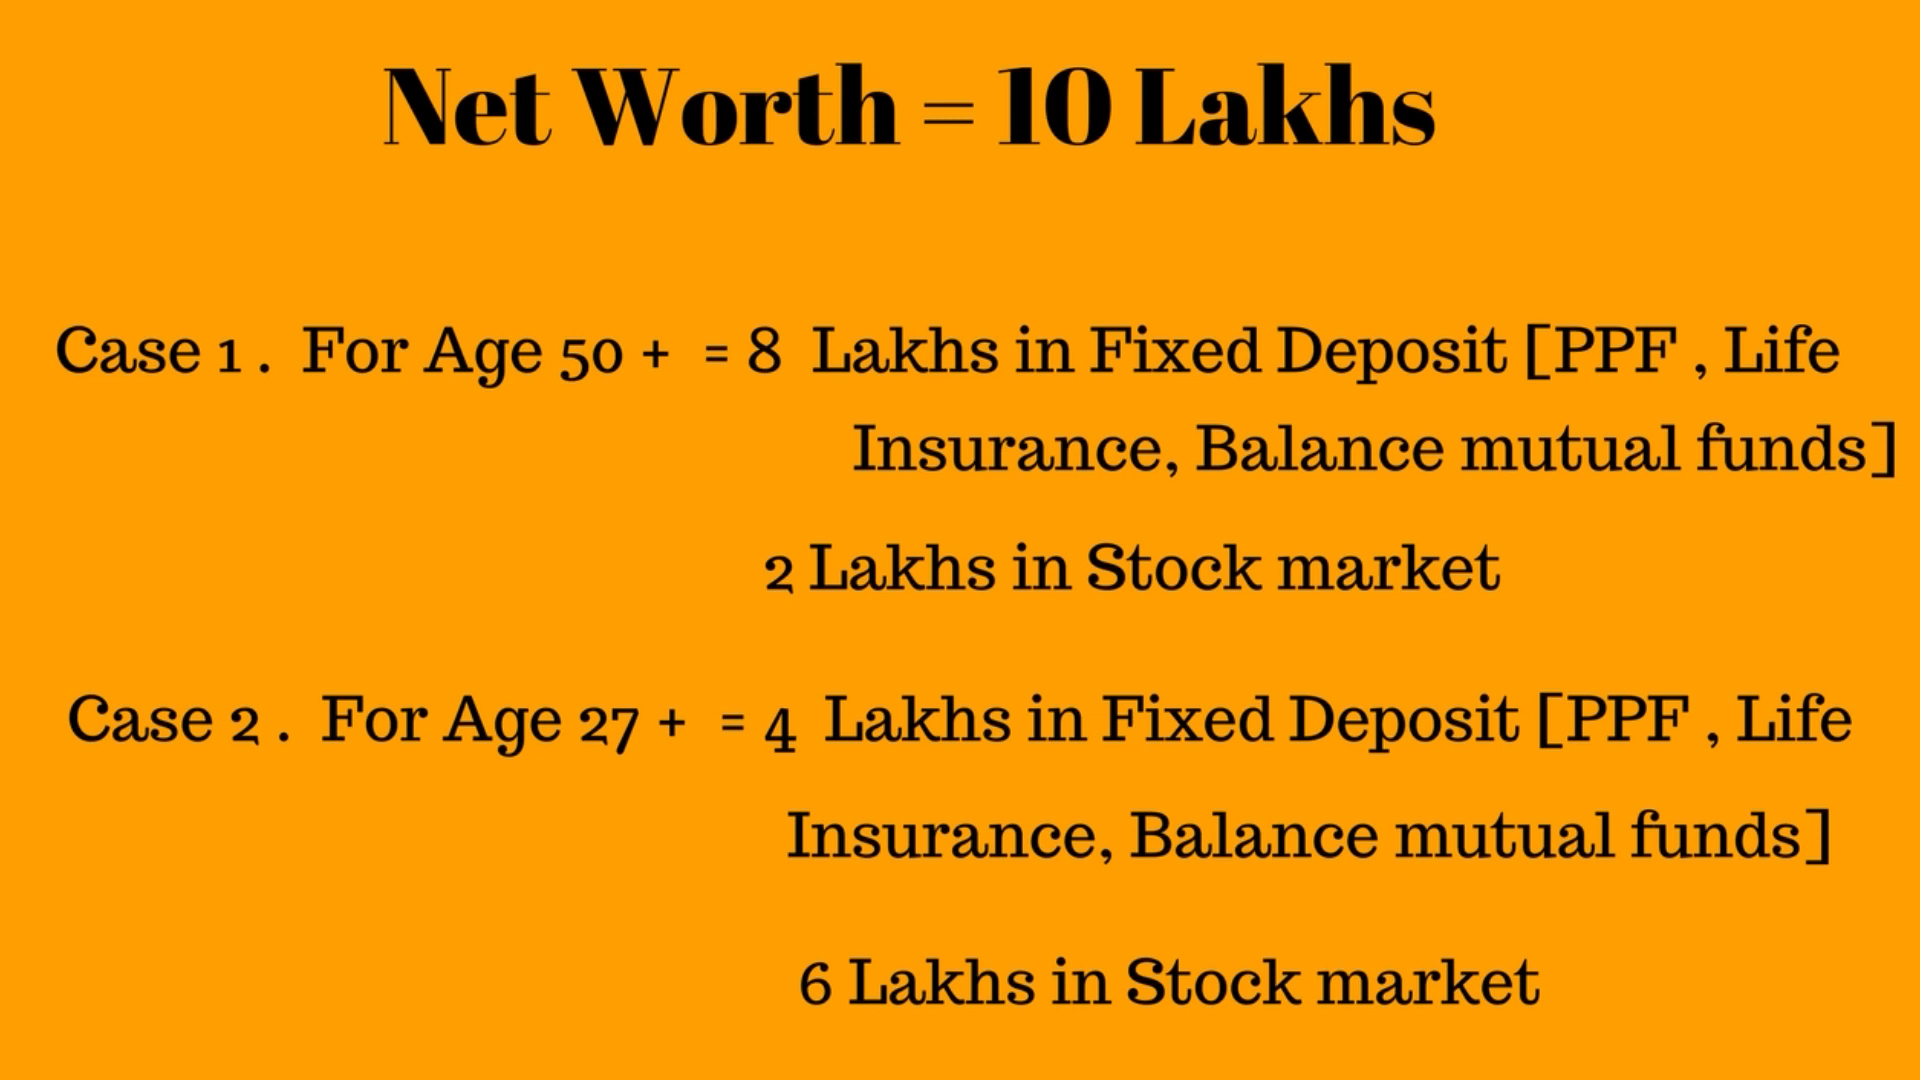 Net Worth = 10 Lakhs
Case 1 . For Age 50 + = 8 Lakhs in Fixed Deposit [PPF , Life
Insurance, Balance mutual funds]
2 Lakhs in Stock market
Case 2 . For Age 27 + = 4 Lakhs in Fixed Deposit [PPF , Life
Insurance, Balance mutual funds]
6 Lakhs in Stock market